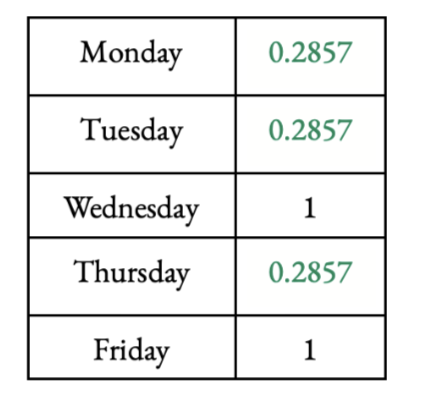 Monday 0.2857
Tuesday 0.2857
Wednesday 1
Thursday 0.2857
Friday 1